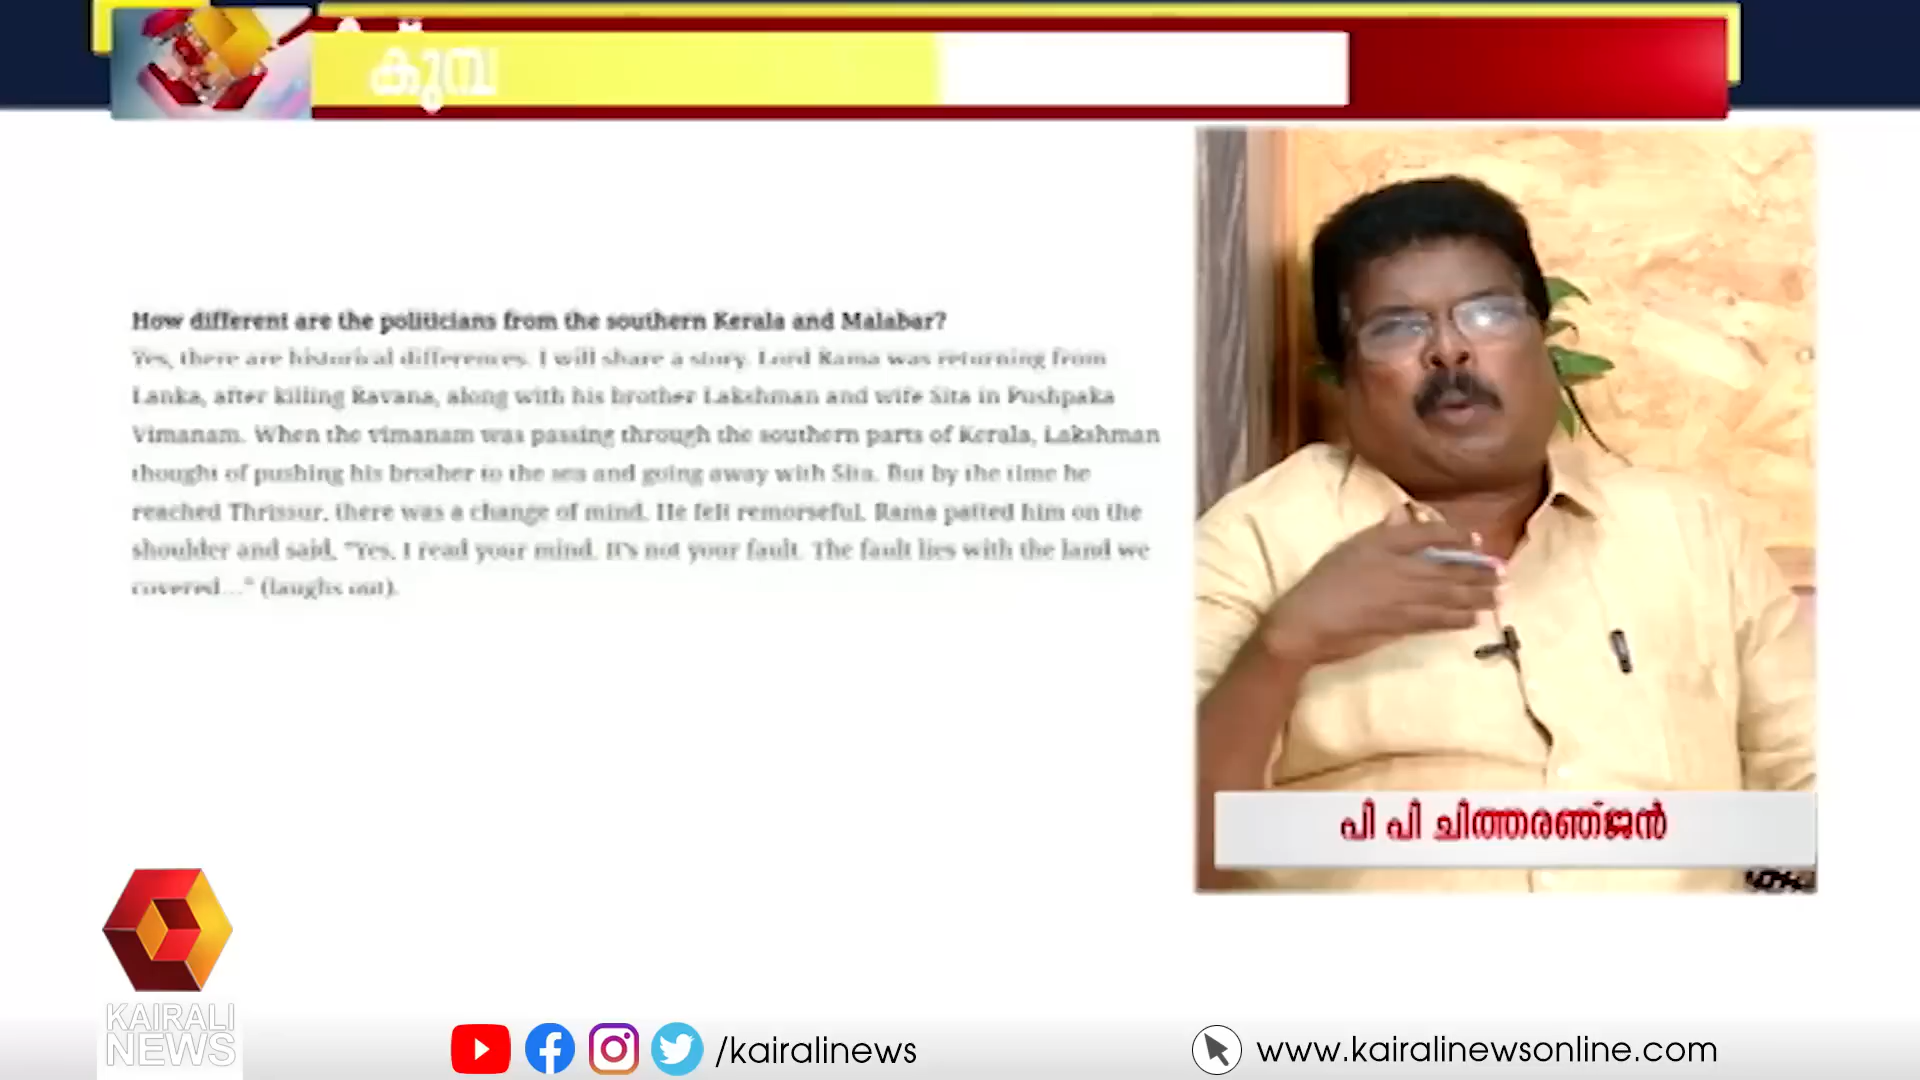 കുമ്പ
How different are the politicians from the southern Kerala and Malabar?
Yes, there are historical differences. I will share a story. Lord Rama was returning from
Lanka, after killing Ravana, along with his brother Lakshman and wife Sita in Pushpaka
Vimanam. When the vimanam was passing through the southern parts of Kerala, Lakshman
thought of pushing his brother to the sea and going away with Sita. But by the time he
reached Thrissur, there was a change of mind. He felt remorseful. Rama patted him on the
shoulder and said, "Yes, I read your mind. It's not your fault. The fault lies with the land we
covered..." (laughs out).
പി പി ചിത്തരഞ്ജൻ
KAIRALI
NEWS
/kairalinews
www.kairalinewsonline.com